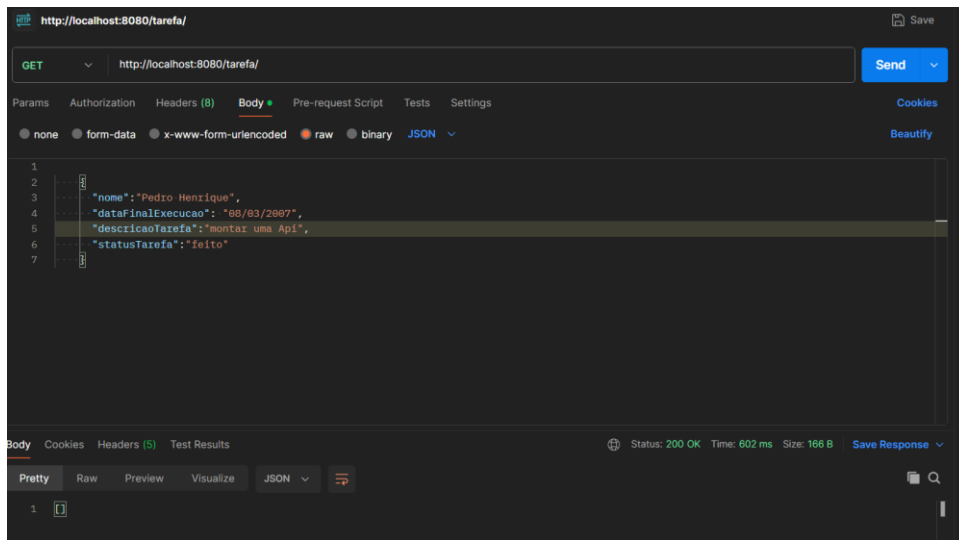 HTTP http://localhost:8080/tarefa/ Save
GET http://localhost:8080/tarefa/ Send
Params Authorization Headers (8) Body Pre-request Script Tests Settings Cookies
none form-data x-www-form-urlencoded raw binary JSON Beautify
1
2 {
3 "nome":"Pedro Henrique",
4 "dataFinalExecucao": "08/03/2007",
5 "descricaoTarefa":"montar uma Api",
6 "statusTarefa":"feito"
7 }
Body Cookies Headers (5) Test Results Status: 200 OK Time: 602 ms Size: 166 B Save Response
Pretty Raw Preview Visualize JSON
1 []